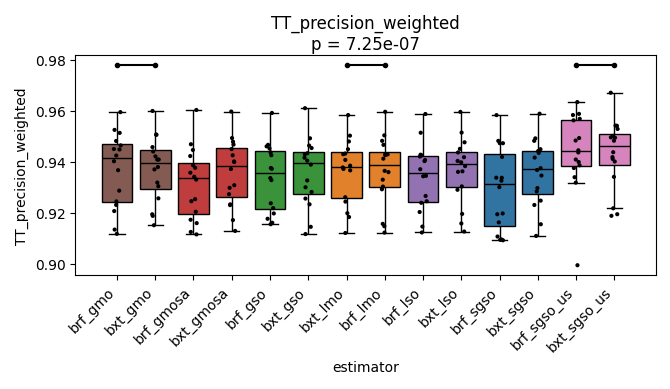 TT_precision_weighted
p = 7.25e-07
TT_precision_weighted
0.98
0.96
0.94
0.92
0.90
brf_gmo
bxt_gmo
brf_gmosa
bxt_gmosa
brf_gso
bxt_gso
bxt_lmo
brf_lmo
brf_lso
bxt_lso
brf_sgso
bxt_sgso
brf_sgso_us
bxt_sgso_us
estimator